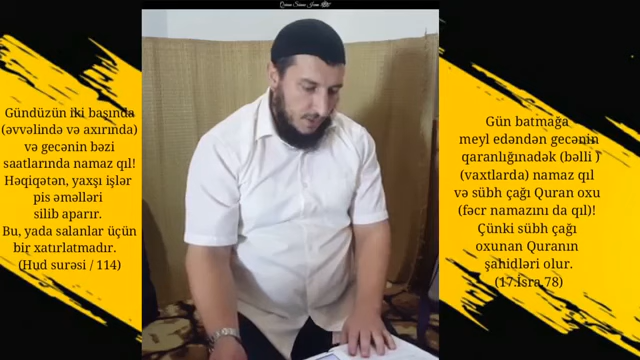 Gündüzün iki başında
(əvvəlində və axırında)
və gecənin bəzi
saatlarında namaz qıl!
Həqiqətən, yaxşı işlər
pis əməlləri
silib aparır.
Bu, yada salanlar üçün
bir xatırlatmadır.
(Hud surəsi / 114)
Gün batmağa
meyl edəndən gecənin
qaranlığınadək (bəlli )
(vaxtlarda) namaz qıl
və sübh çağı Quran oxu
(fəcr namazını da qıl)!
Çünki sübh çağı
oxunan Quranın
şahidləri olur.
(17.İsra,78)